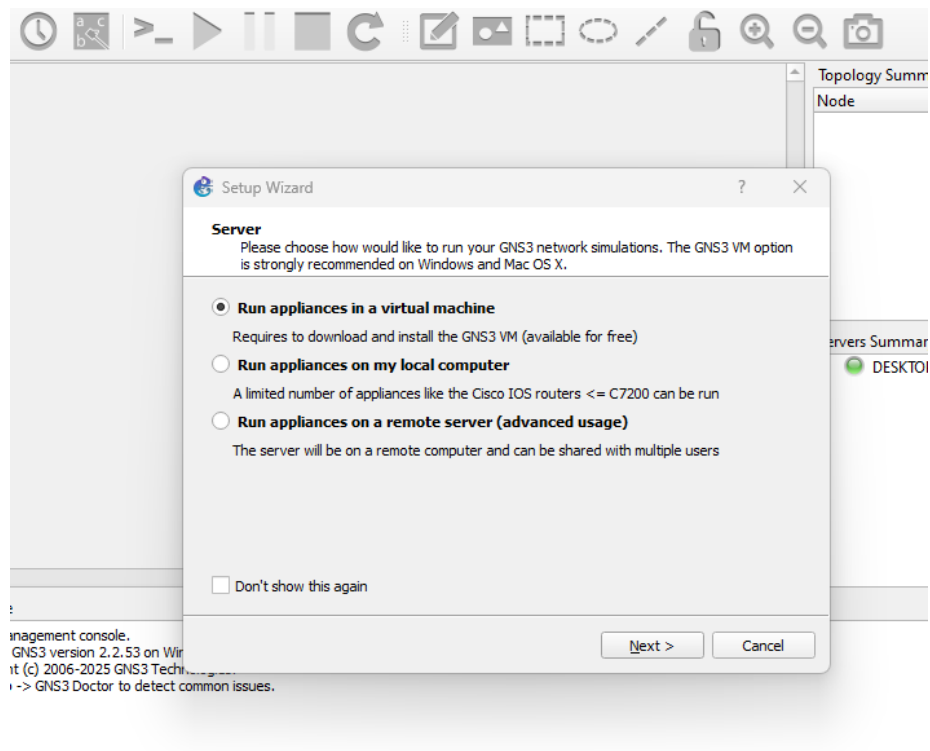 Topology Summ
Node
Setup Wizard
Server
Please choose how would like to run your GNS3 network simulations. The GNS3 VM option
is strongly recommended on Windows and Mac OS X.
Run appliances in a virtual machine
Requires to download and install the GNS3 VM (available for free)
Run appliances on my local computer
A limited number of appliances like the Cisco IOS routers <= C7200 can be run
Run appliances on a remote server (advanced usage)
The server will be on a remote computer and can be shared with multiple users
Don't show this again
Next >
Cancel
ervers Summar
DESKTO
anagement console.
GNS3 version 2.2.53 on Wi
t (c) 2006-2025 GNS3 Tech
-> GNS3 Doctor to detect common issues.